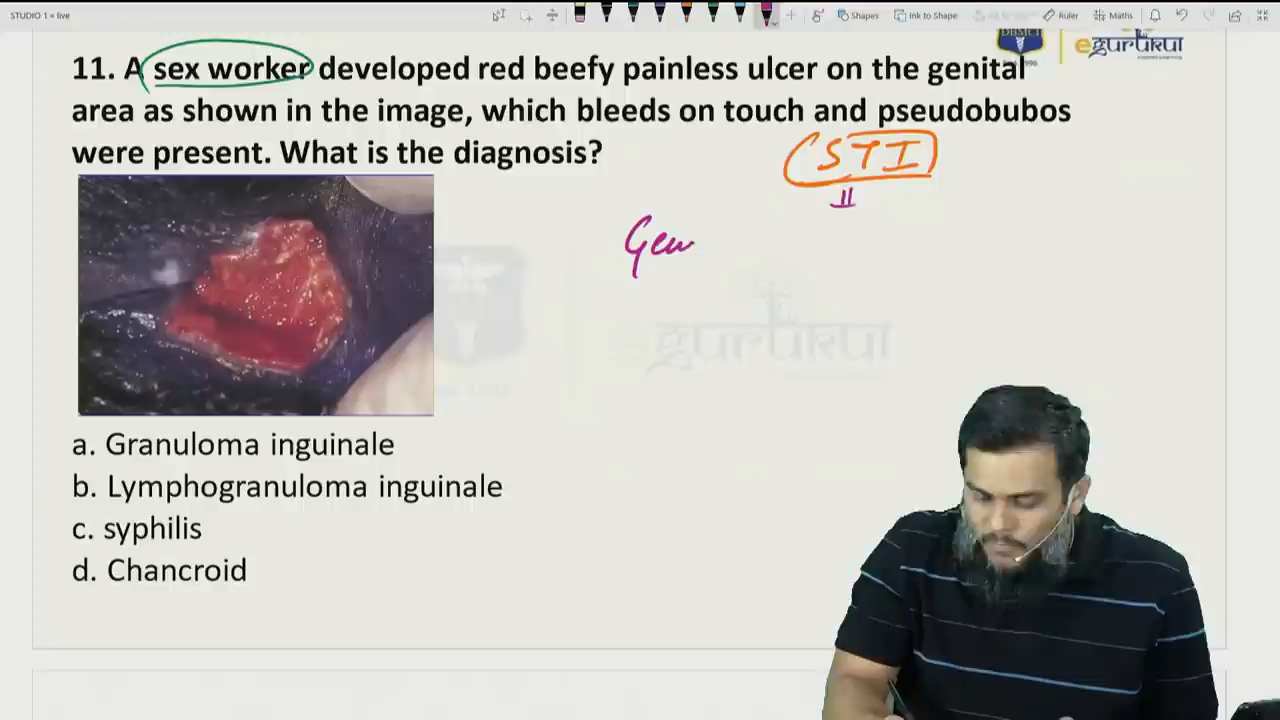 STUDIO 1 • live
Shapes
Ink to Shape
Ruler
Maths
DBMCI
eGurukul
11. A sex worker developed red beefy painless ulcer on the genital
area as shown in the image, which bleeds on touch and pseudobubos
were present. What is the diagnosis?
STI
Gen
gurukul
a. Granuloma inguinale
b. Lymphogranuloma inguinale
c. syphilis
d. Chancroid